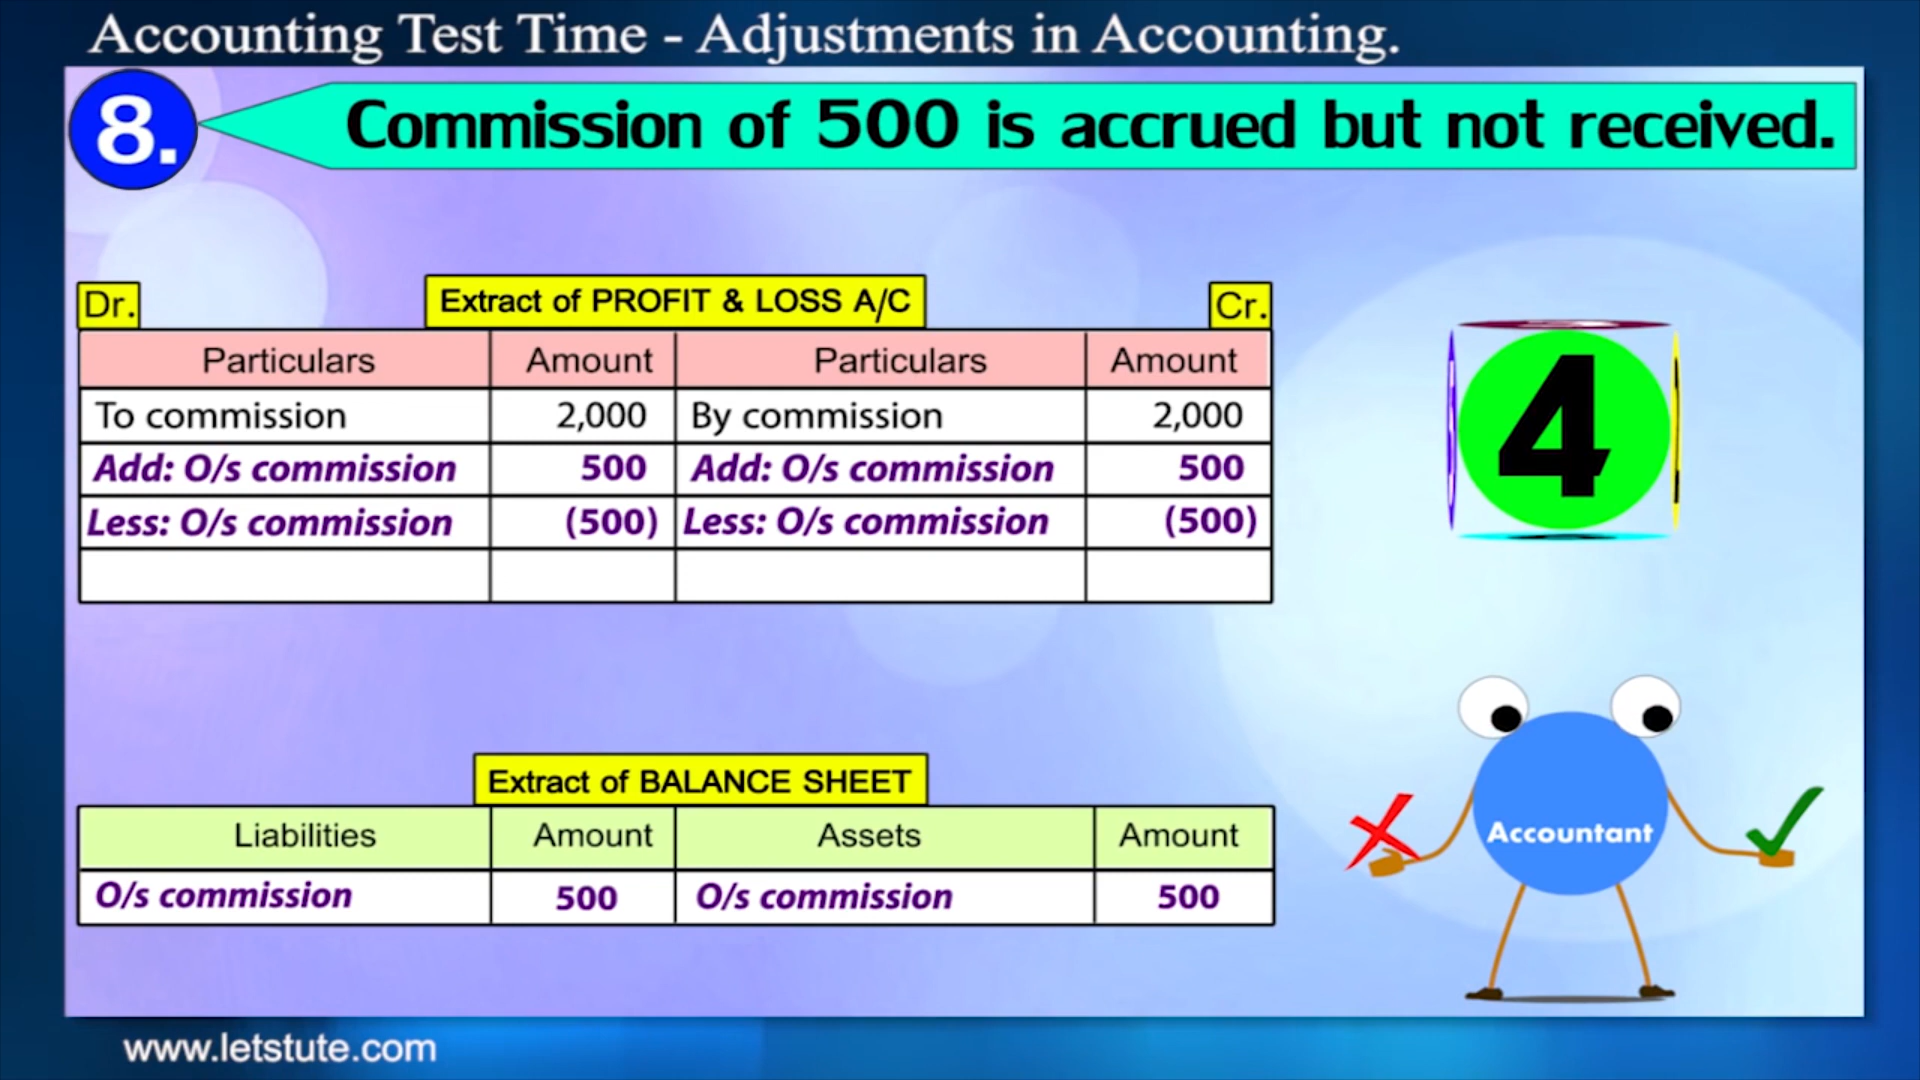 Accounting Test Time - Adjustments in Accounting.
8.
Commission of 500 is accrued but not received.
Dr.
Extract of PROFIT & LOSS A/C
Cr.
Particulars Amount Particulars Amount
To commission 2,000 By commission 2,000
Add: O/s commission 500 Add: O/s commission 500
Less: O/s commission (500) Less: O/s commission (500)
4
Extract of BALANCE SHEET
Liabilities Amount Assets Amount
O/s commission 500 O/s commission 500
Accountant
www.letstute.com